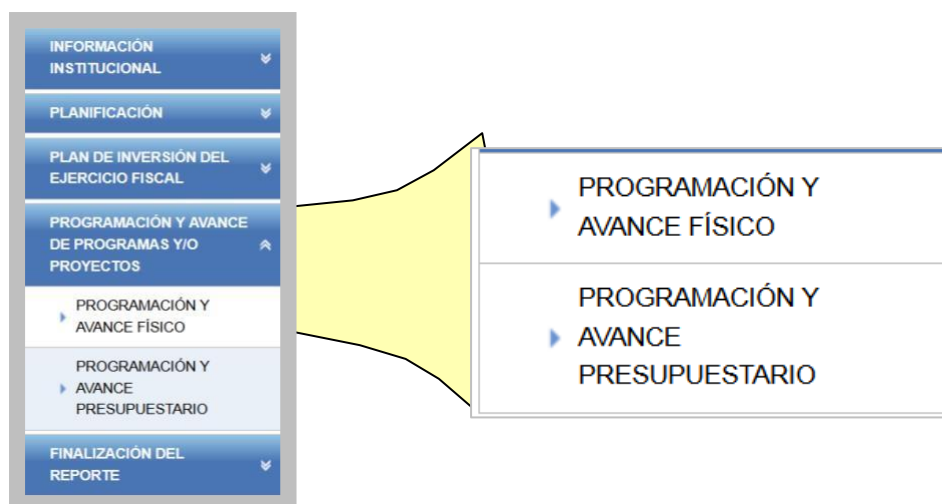 INFORMACIÓN
INSTITUCIONAL
PLANIFICACIÓN
PLAN DE INVERSIÓN DEL
EJERCICIO FISCAL
PROGRAMACIÓN Y AVANCE
DE PROGRAMAS Y/O
PROYECTOS
PROGRAMACIÓN Y
AVANCE FÍSICO
PROGRAMACIÓN Y
AVANCE
PRESUPUESTARIO
FINALIZACIÓN DEL
REPORTE
PROGRAMACIÓN Y
AVANCE FÍSICO
PROGRAMACIÓN Y
AVANCE
PRESUPUESTARIO